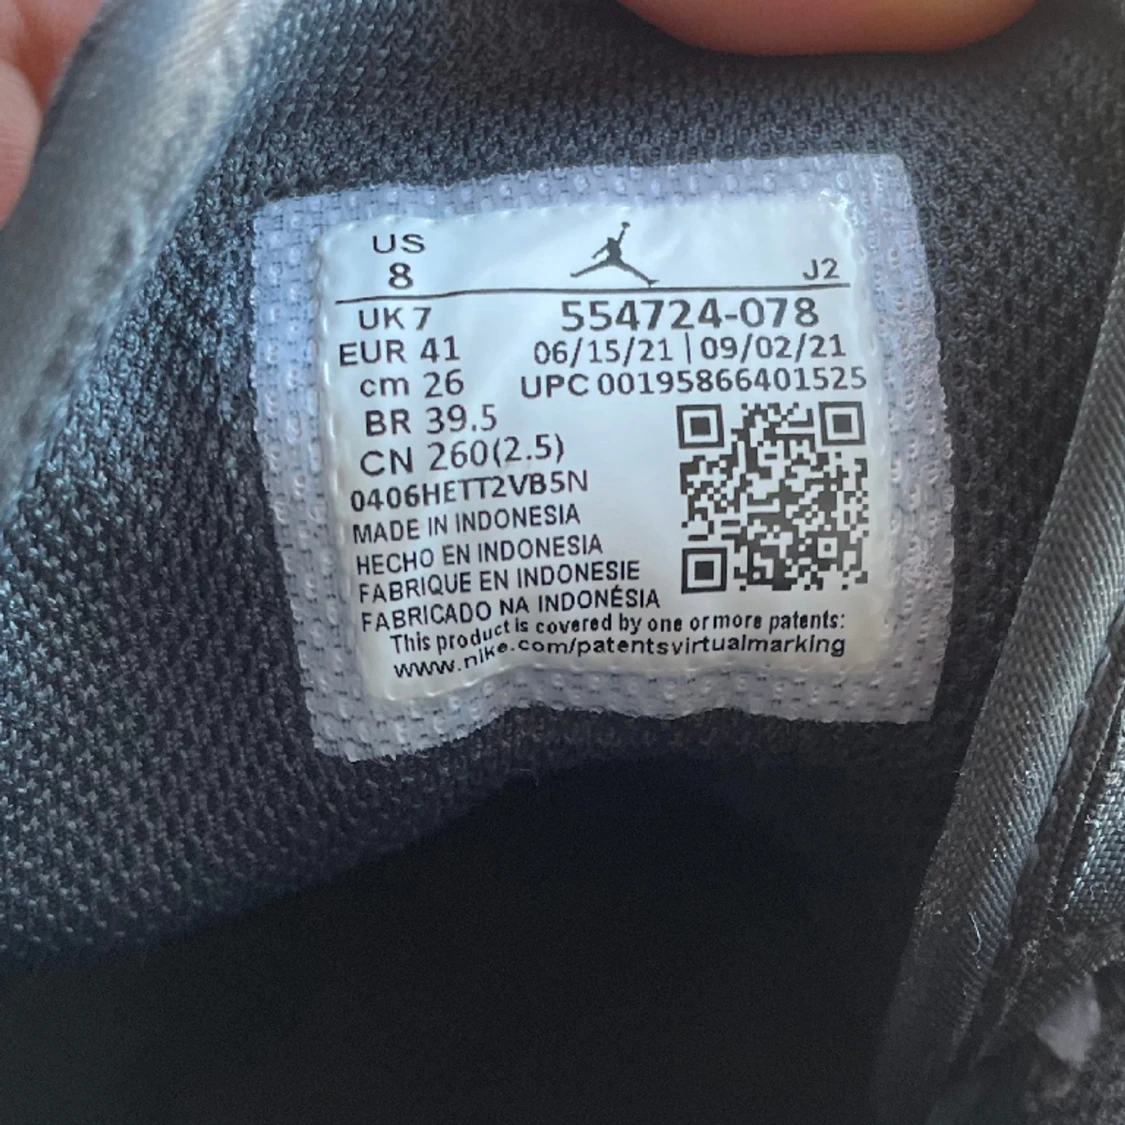 US
8
J2
UK 7
554724-078
EUR 41
06/15/21 | 09/02/21
cm 26
UPC 00195866401525
BR 39.5
CN 260(2.5)
0406HETT2VB5N
MADE IN INDONESIA
HECHO EN INDONESIA
FABRIQUE EN INDONESIE
FABRICADO NA INDONÉSIA
This product is covered by one or more patents:
www.nike.com/patentsvirtualmarking